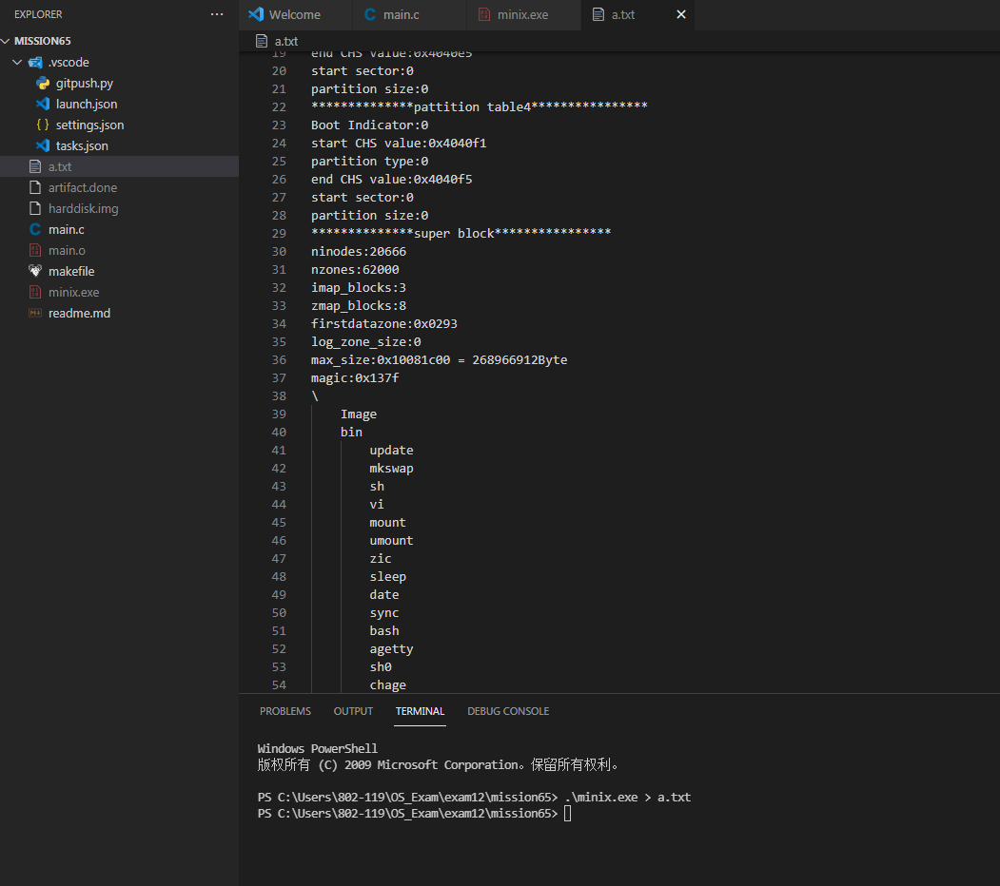 EXPLORER ...
Welcome main.c minix.exe a.txt
MISSION65
a.txt
.vscode
gitpush.py
launch.json
settings.json
tasks.json
a.txt
artifact.done
harddisk.img
main.c
main.o
makefile
minix.exe
readme.md
19 end CHS value:0x4040e5
20 start sector:0
21 partition size:0
22 **************pattition table4****************
23 Boot Indicator:0
24 start CHS value:0x4040f1
25 partition type:0
26 end CHS value:0x4040f5
27 start sector:0
28 partition size:0
29 **************super block****************
30 ninodes:20666
31 nzones:62000
32 imap_blocks:3
33 zmap_blocks:8
34 firstdatazone:0x0293
35 log_zone_size:0
36 max_size:0x10081c00 = 268966912Byte
37 magic:0x137f
38 \
39 Image
40 bin
41 update
42 mkswap
43 sh
44 vi
45 mount
46 umount
47 zic
48 sleep
49 date
50 sync
51 bash
52 agetty
53 sh0
54 chage
PROBLEMS OUTPUT TERMINAL DEBUG CONSOLE
Windows PowerShell
版权所有 (C) 2009 Microsoft Corporation。保留所有权利。
PS C:\Users\802-119\OS_Exam\exam12\mission65> .\minix.exe > a.txt
PS C:\Users\802-119\OS_Exam\exam12\mission65>